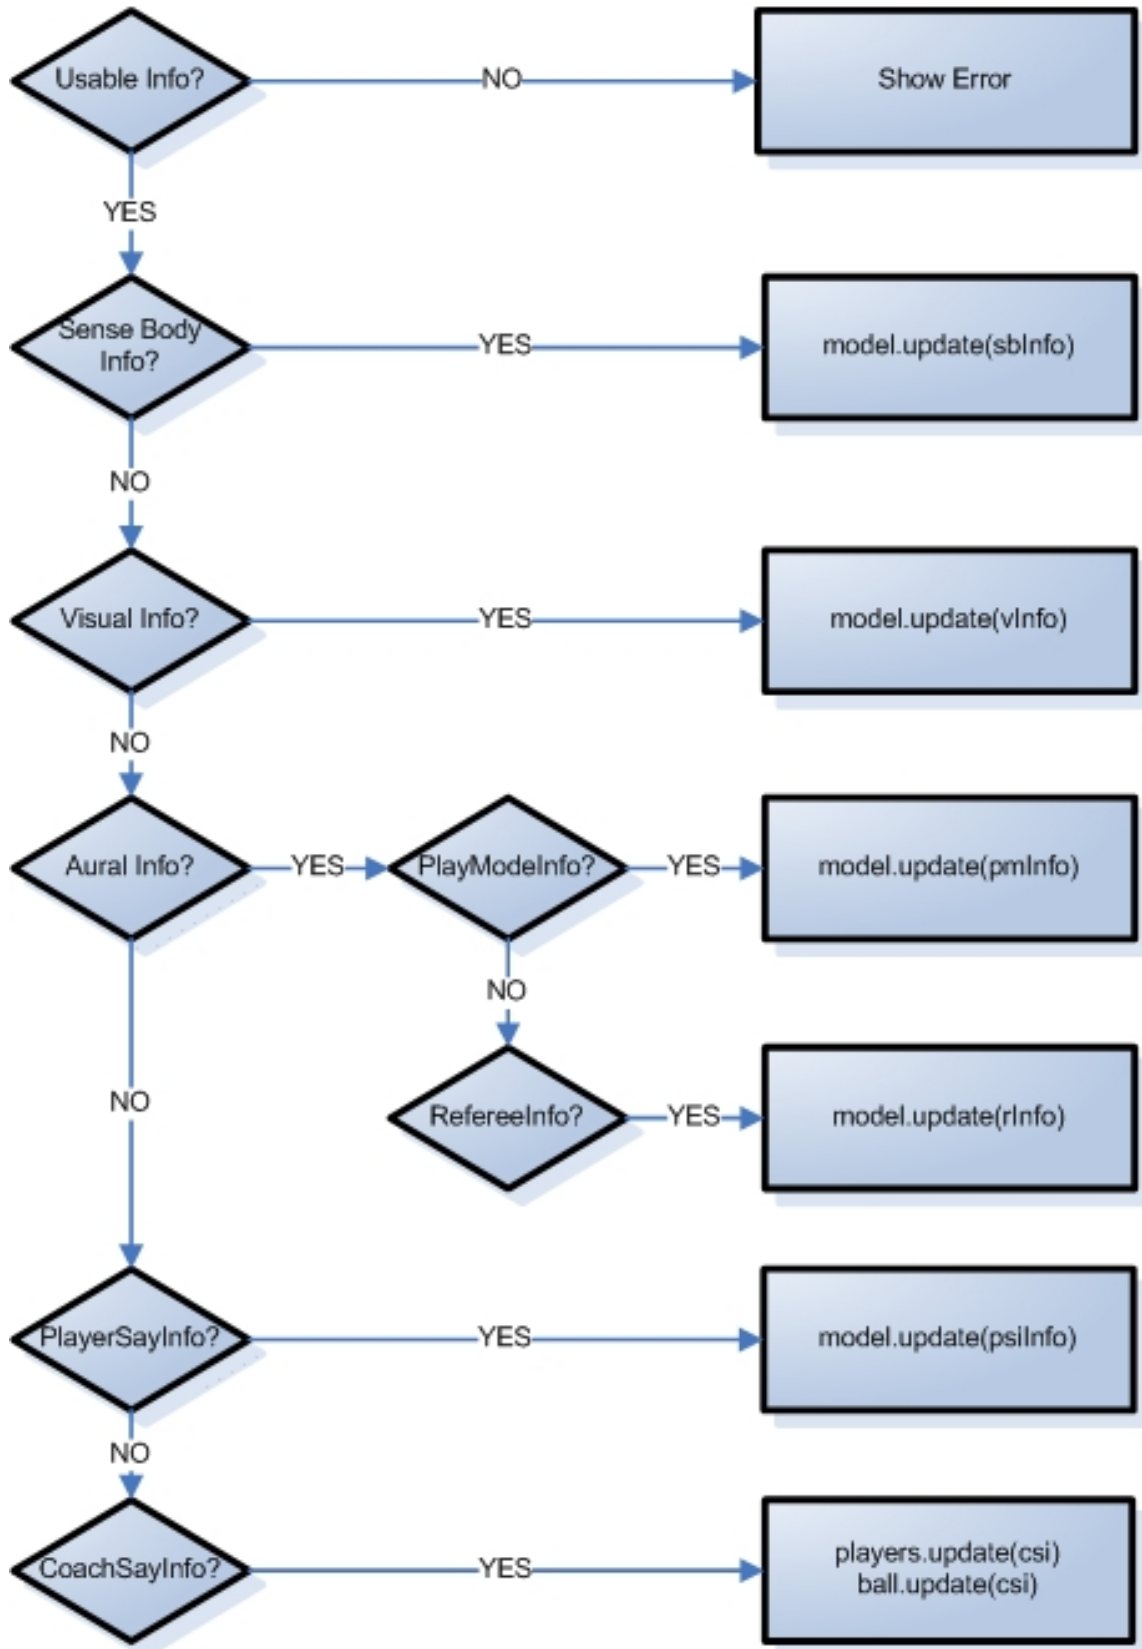 Usable Info?
NO
Show Error
YES
Sense Body
Info?
YES
model.update(sbInfo)
NO
Visual Info?
YES
model.update(vInfo)
NO
Aural Info?
YES
PlayModeInfo?
YES
model.update(pmInfo)
NO
NO
RefereeInfo?
YES
model.update(rInfo)
PlayerSayInfo?
YES
model.update(psiInfo)
NO
CoachSayInfo?
YES
players.update(csi)
ball.update(csi)